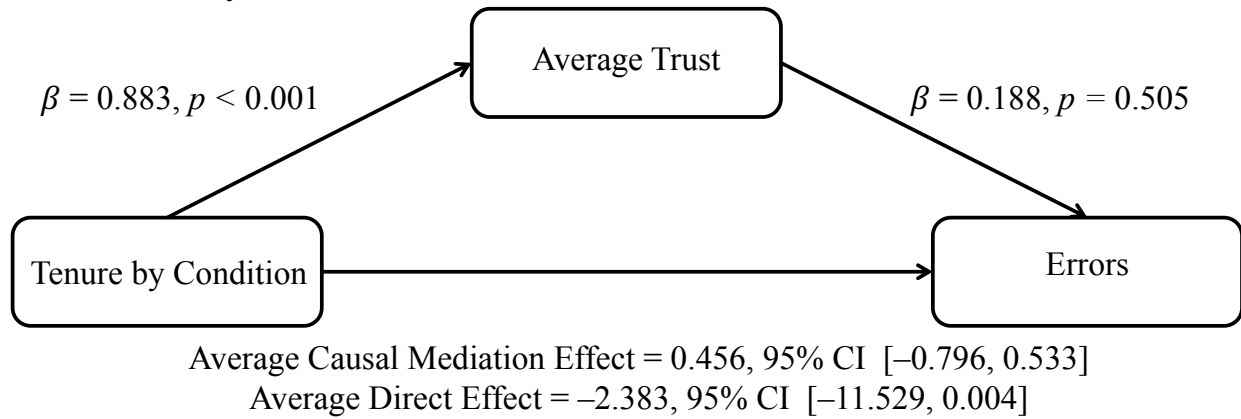 Average Trust
β = 0.883, p < 0.001
β = 0.188, p = 0.505
Tenure by Condition
Errors
Average Causal Mediation Effect = 0.456, 95% CI [–0.796, 0.533]
Average Direct Effect = –2.383, 95% CI [–11.529, 0.004]